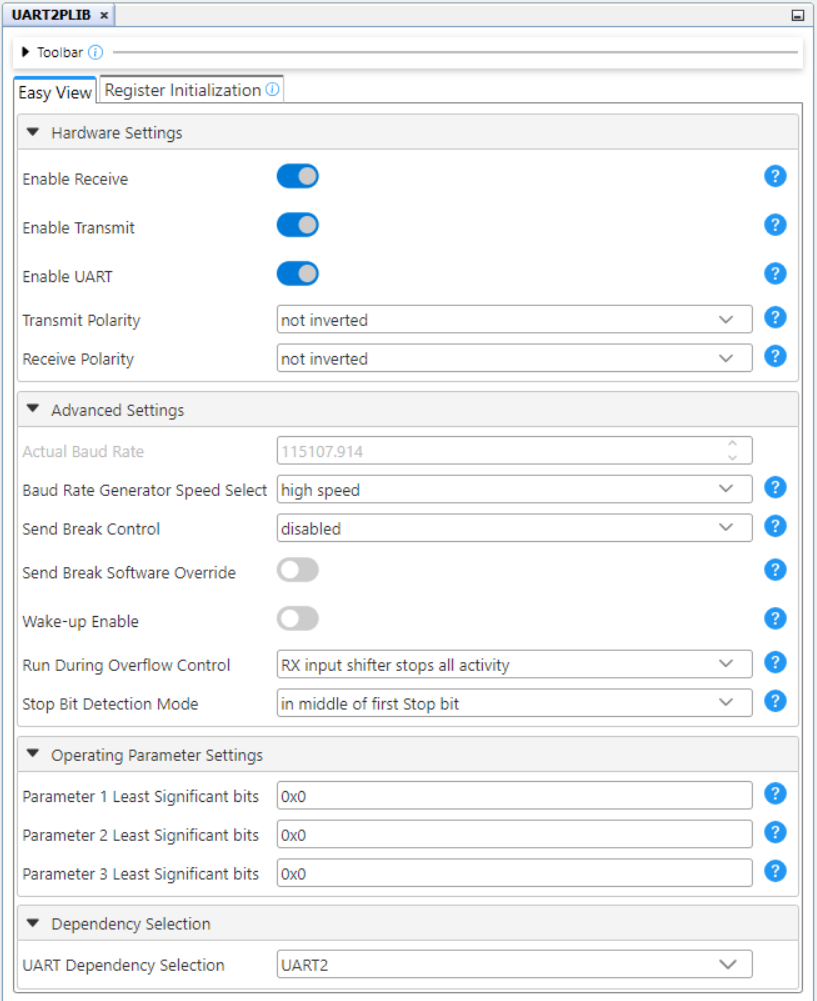 UART2PLIB ×
Toolbar i
Easy View Register Initialization i
Hardware Settings
Enable Receive ?
Enable Transmit ?
Enable UART ?
Transmit Polarity not inverted ?
Receive Polarity not inverted ?
Advanced Settings
Actual Baud Rate 115107.914
Baud Rate Generator Speed Select high speed ?
Send Break Control disabled ?
Send Break Software Override ?
Wake-up Enable ?
Run During Overflow Control RX input shifter stops all activity ?
Stop Bit Detection Mode in middle of first Stop bit ?
Operating Parameter Settings
Parameter 1 Least Significant bits 0x0 ?
Parameter 2 Least Significant bits 0x0 ?
Parameter 3 Least Significant bits 0x0 ?
Dependency Selection
UART Dependency Selection UART2